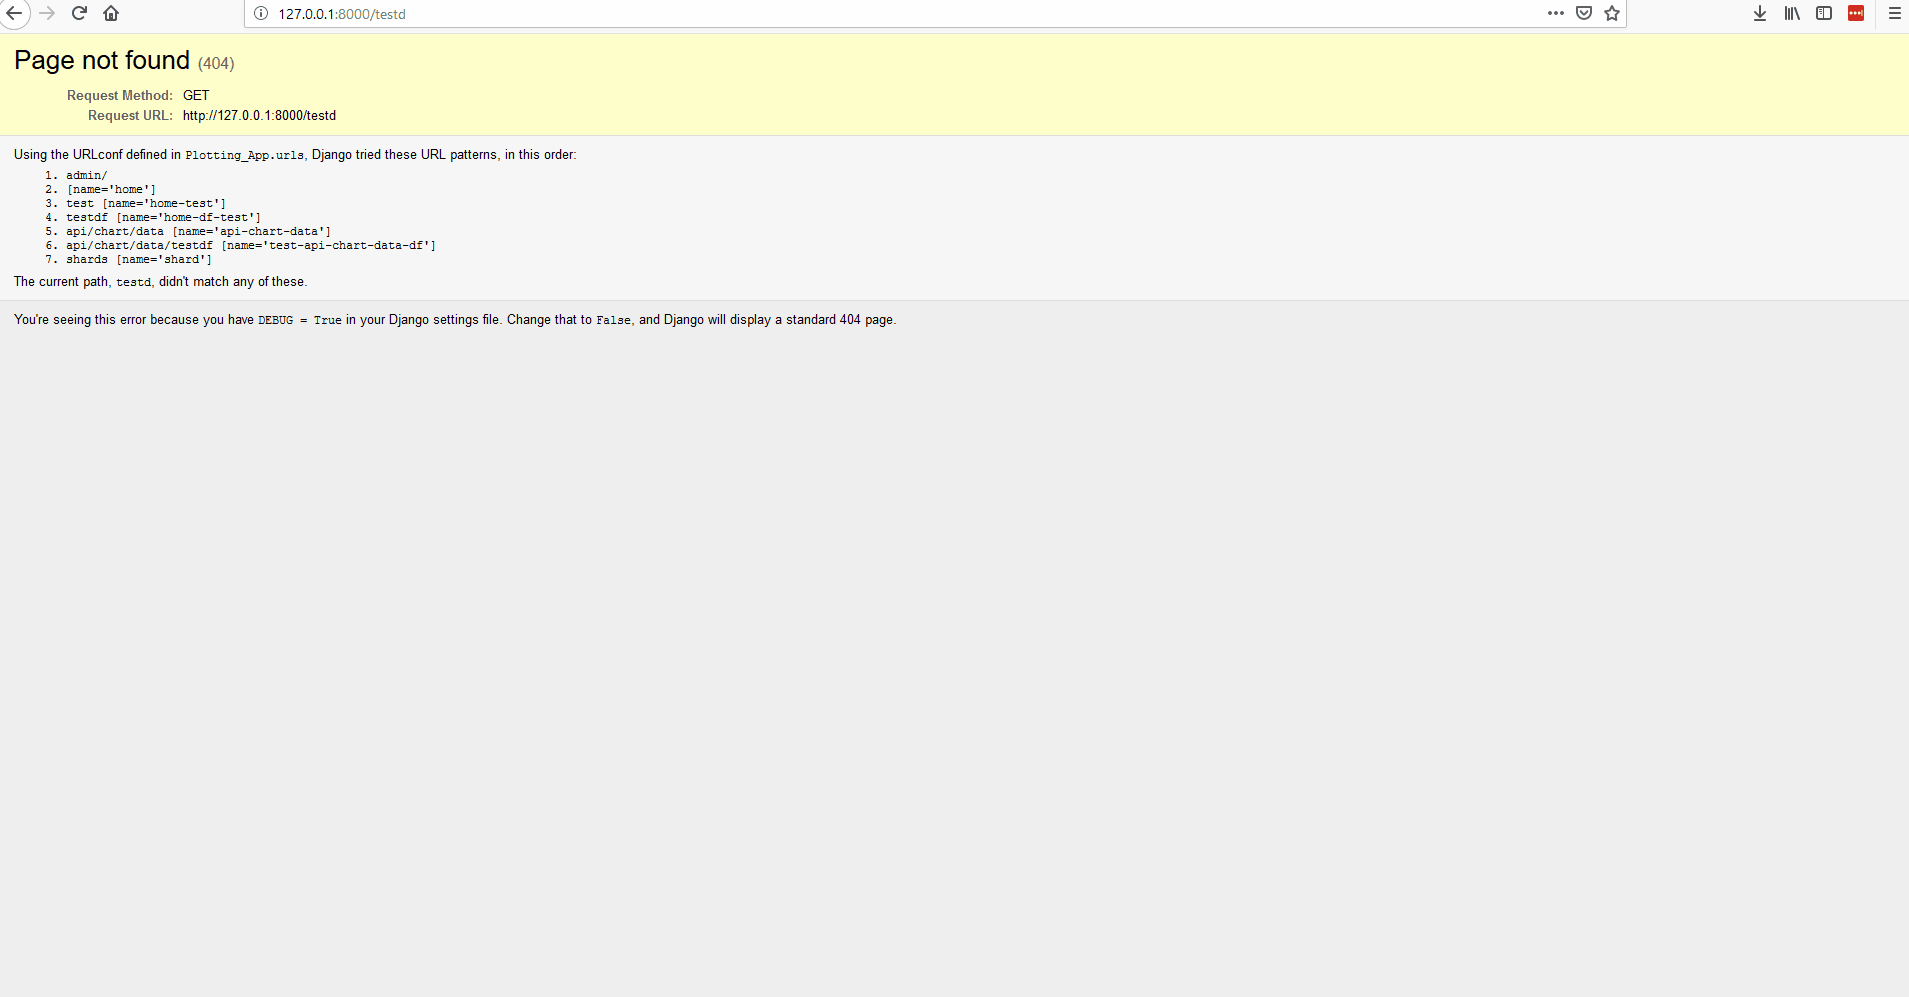 127.0.0.1:8000/testd
Page not found (404)
Request Method: GET
Request URL: http://127.0.0.1:8000/testd
Using the URLconf defined in Plotting_App.urls, Django tried these URL patterns, in this order:
1. admin/
2. [name='home']
3. test [name='home-test']
4. testdf [name='home-df-test']
5. api/chart/data [name='api-chart-data']
6. api/chart/data/testdf [name='test-api-chart-data-df']
7. shards [name='shard']
The current path, testd, didn't match any of these.
You're seeing this error because you have DEBUG = True in your Django settings file. Change that to False, and Django will display a standard 404 page.